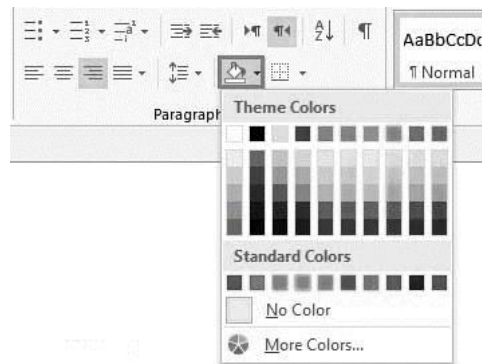 AaBbCcDc
¶ Normal
Paragraph
Theme Colors
Standard Colors
No Color
More Colors...